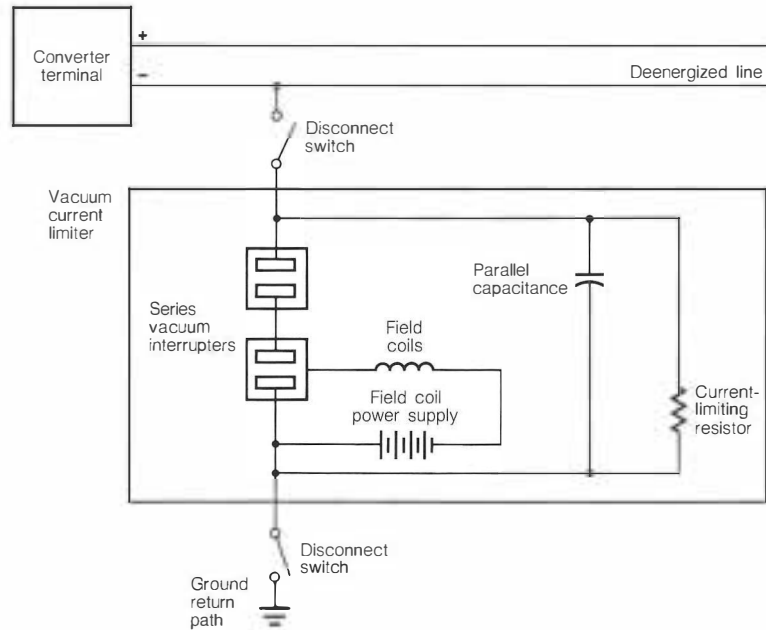 Converter
terminal
+
-
Deenergized line
Disconnect
switch
Vacuum
current
limiter
Parallel
capacitance
Series
vacuum
interrupters
Field
coils
Field coil
power supply
Current-
limiting
resistor
Disconnect
switch
Ground
return
path